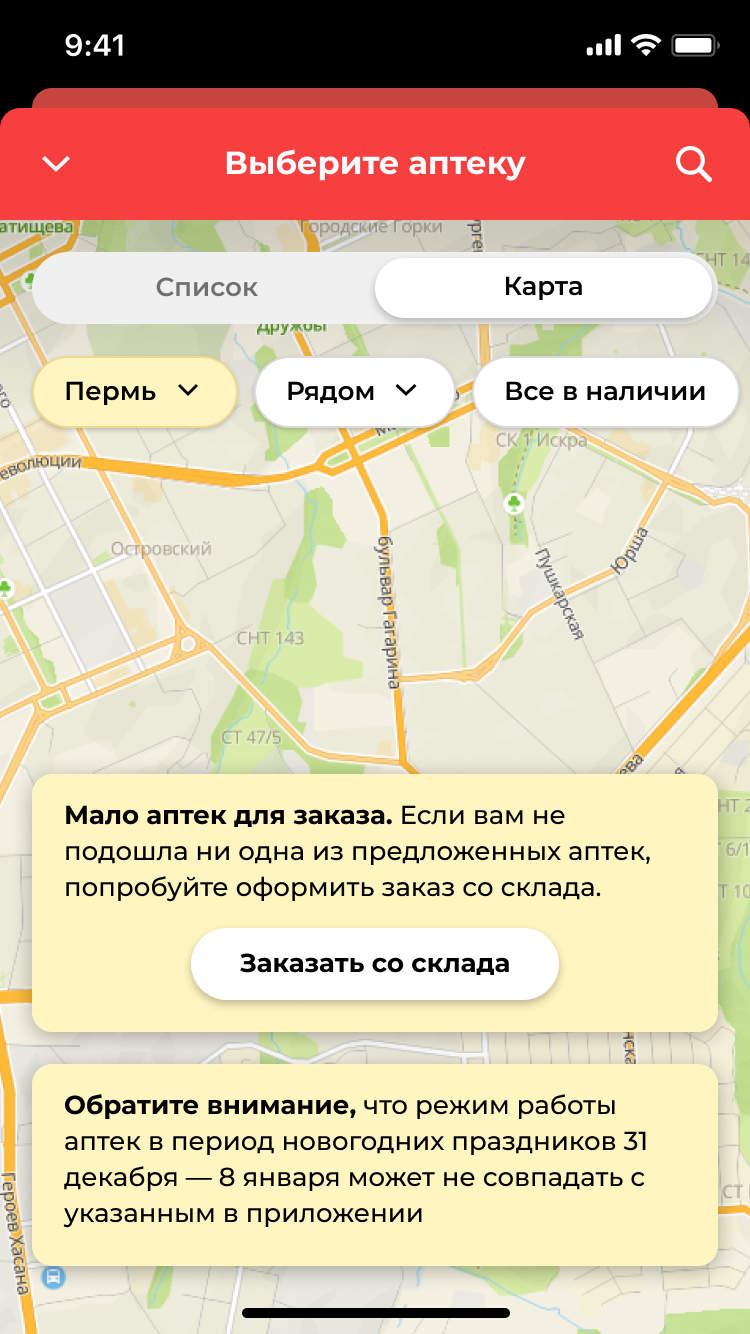 9:41
Выберите аптеку
Городские Горки
Список
Карта
СНТ 14
Дружбы
Пермь
Рядом
Все в наличии
СК 1 Искра
Островский
бульвар Гагарина
Пушкарская
Юрша
СНТ 143
СТ 47/5
Мало аптек для заказа. Если вам не
подошла ни одна из предложенных аптек,
попробуйте оформить заказ со склада.
Заказать со склада
Обратите внимание, что режим работы
аптек в период новогодних праздников 31
декабря — 8 января может не совпадать с
указанным в приложении
Героев Хасана